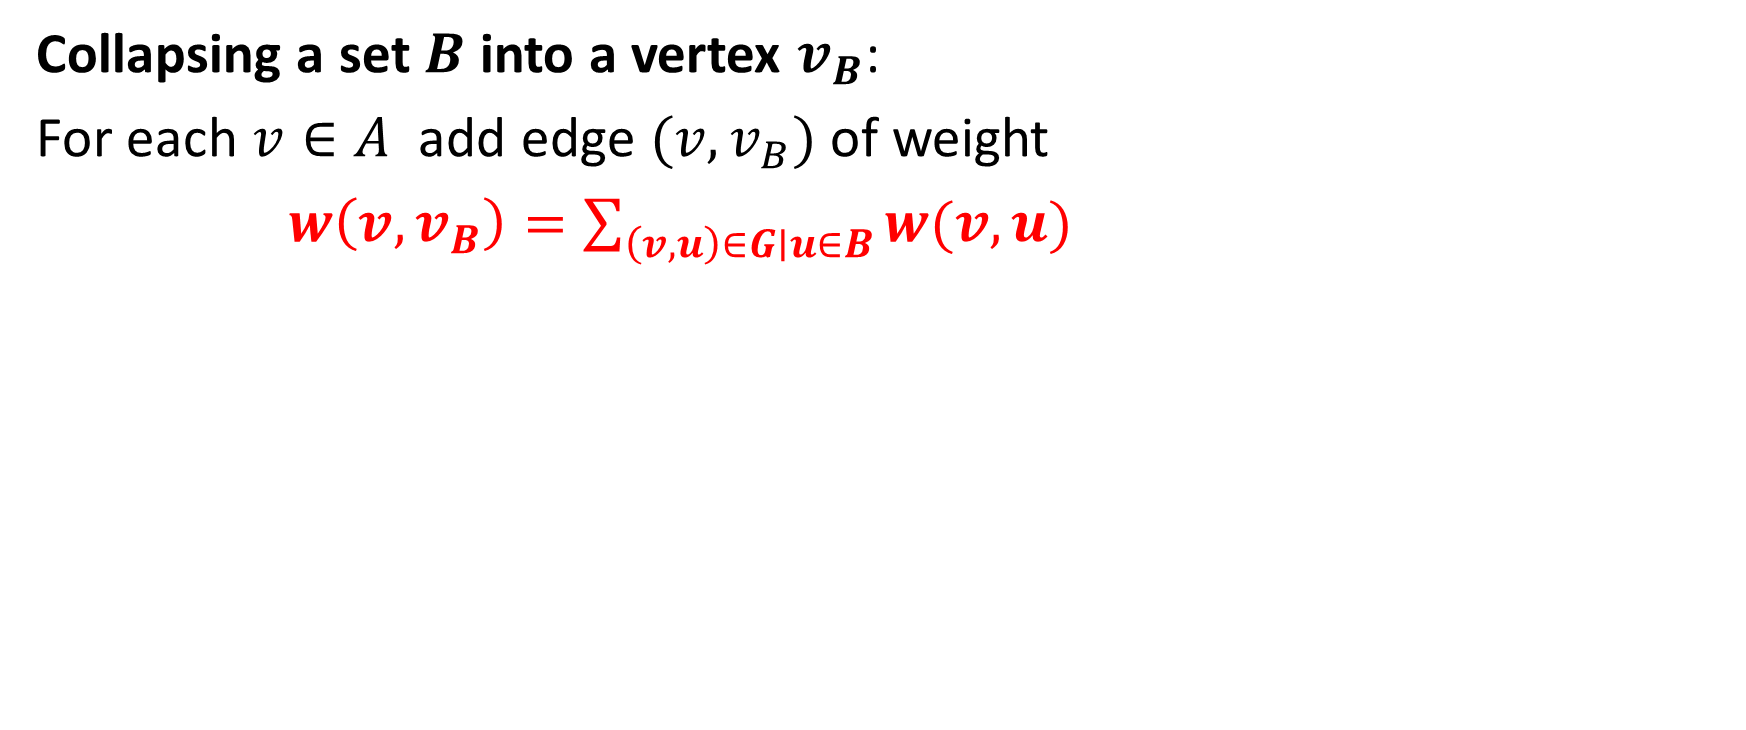 Collapsing a set B into a vertex v_B:
For each v ∈ A add edge (v, v_B) of weight
w(v, v_B) = ∑_(v,u)∈G|u∈B w(v, u)